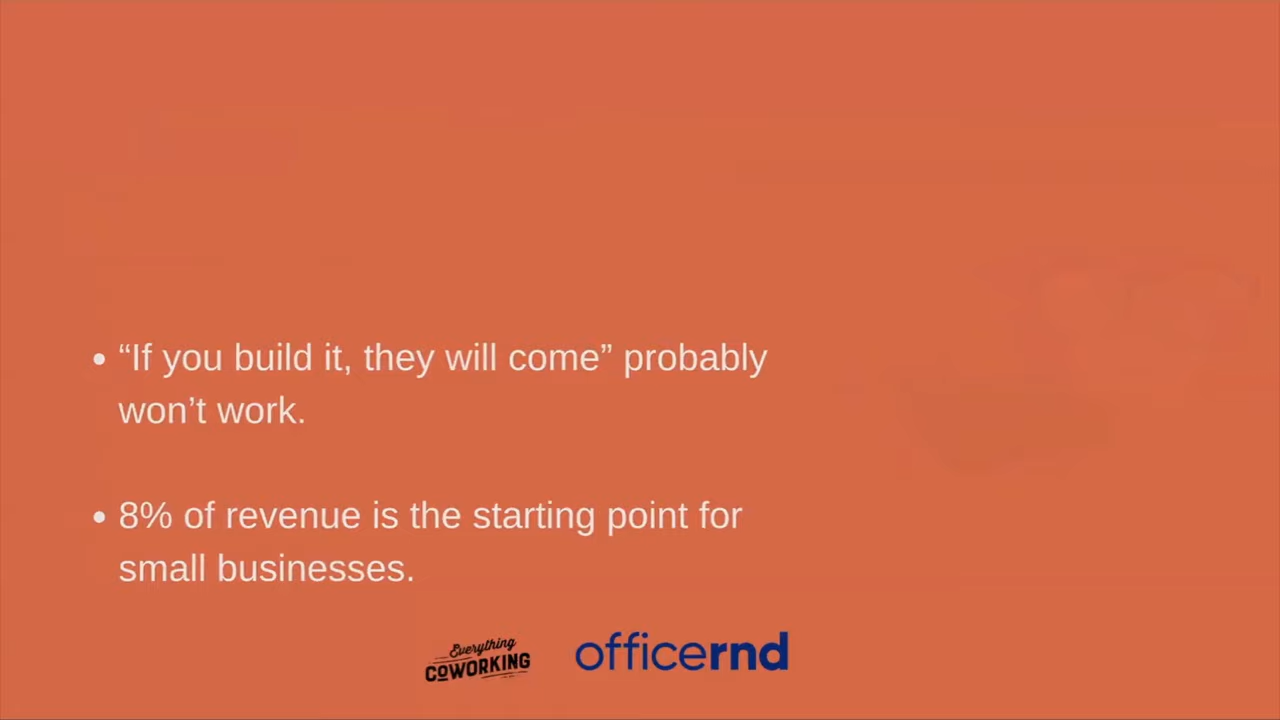 • “If you build it, they will come” probably
won’t work.
• 8% of revenue is the starting point for
small businesses.
Everything
COWORKING
officernd